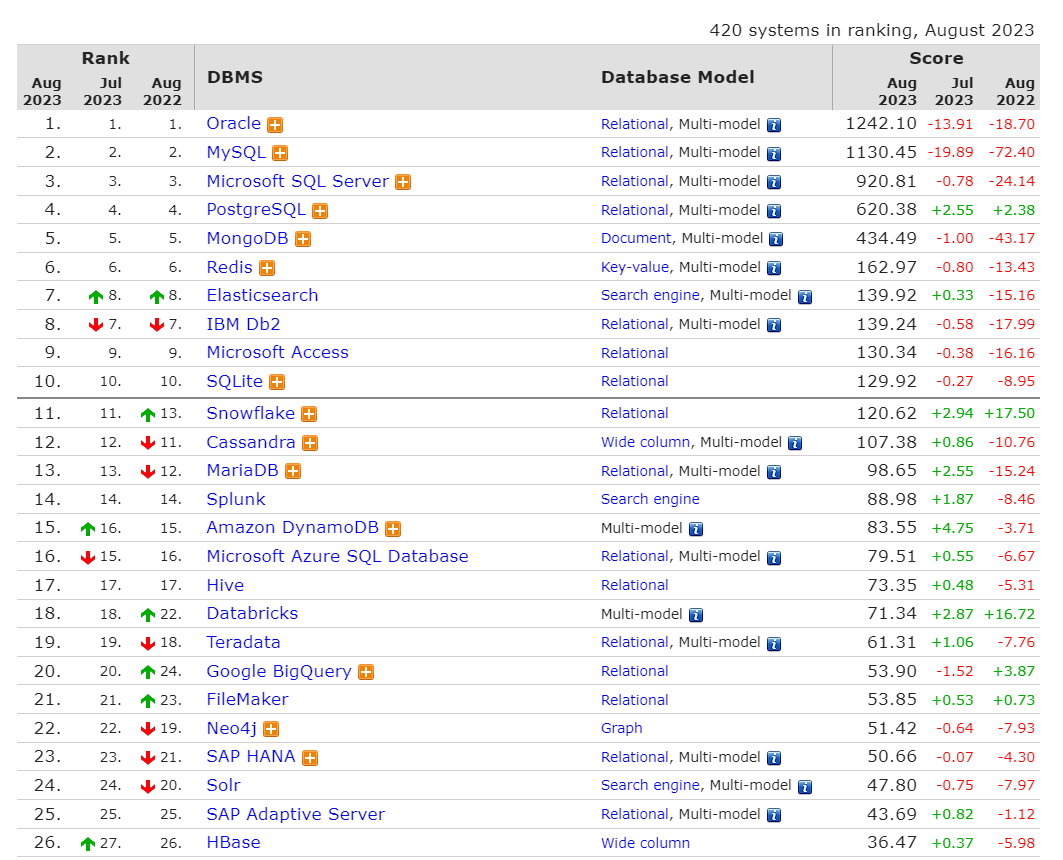 420 systems in ranking, August 2023
Rank DBMS Database Model Score
Aug 2023 Jul 2023 Aug 2022 Aug 2023 Jul 2023 Aug 2022
1. 1. 1. Oracle Relational, Multi-model 1242.10 -13.91 -18.70
2. 2. 2. MySQL Relational, Multi-model 1130.45 -19.89 -72.40
3. 3. 3. Microsoft SQL Server Relational, Multi-model 920.81 -0.78 -24.14
4. 4. 4. PostgreSQL Relational, Multi-model 620.38 +2.55 +2.38
5. 5. 5. MongoDB Document, Multi-model 434.49 -1.00 -43.17
6. 6. 6. Redis Key-value, Multi-model 162.97 -0.80 -13.43
7. 8. 8. Elasticsearch Search engine, Multi-model 139.92 +0.33 -15.16
8. 7. 7. IBM Db2 Relational, Multi-model 139.24 -0.58 -17.99
9. 9. 9. Microsoft Access Relational 130.34 -0.38 -16.16
10. 10. 10. SQLite Relational 129.92 -0.27 -8.95
11. 11. 13. Snowflake Relational 120.62 +2.94 +17.50
12. 12. 11. Cassandra Wide column, Multi-model 107.38 +0.86 -10.76
13. 13. 12. MariaDB Relational, Multi-model 98.65 +2.55 -15.24
14. 14. 14. Splunk Search engine 88.98 +1.87 -8.46
15. 16. 15. Amazon DynamoDB Multi-model 83.55 +4.75 -3.71
16. 15. 16. Microsoft Azure SQL Database Relational, Multi-model 79.51 +0.55 -6.67
17. 17. 17. Hive Relational 73.35 +0.48 -5.31
18. 18. 22. Databricks Multi-model 71.34 +2.87 +16.72
19. 19. 18. Teradata Relational, Multi-model 61.31 +1.06 -7.76
20. 20. 24. Google BigQuery Relational 53.90 -1.52 +3.87
21. 21. 23. FileMaker Relational 53.85 +0.53 +0.73
22. 22. 19. Neo4j Graph 51.42 -0.64 -7.93
23. 23. 21. SAP HANA Relational, Multi-model 50.66 -0.07 -4.30
24. 24. 20. Solr Search engine, Multi-model 47.80 -0.75 -7.97
25. 25. 25. SAP Adaptive Server Relational, Multi-model 43.69 +0.82 -1.12
26. 27. 26. HBase Wide column 36.47 +0.37 -5.98